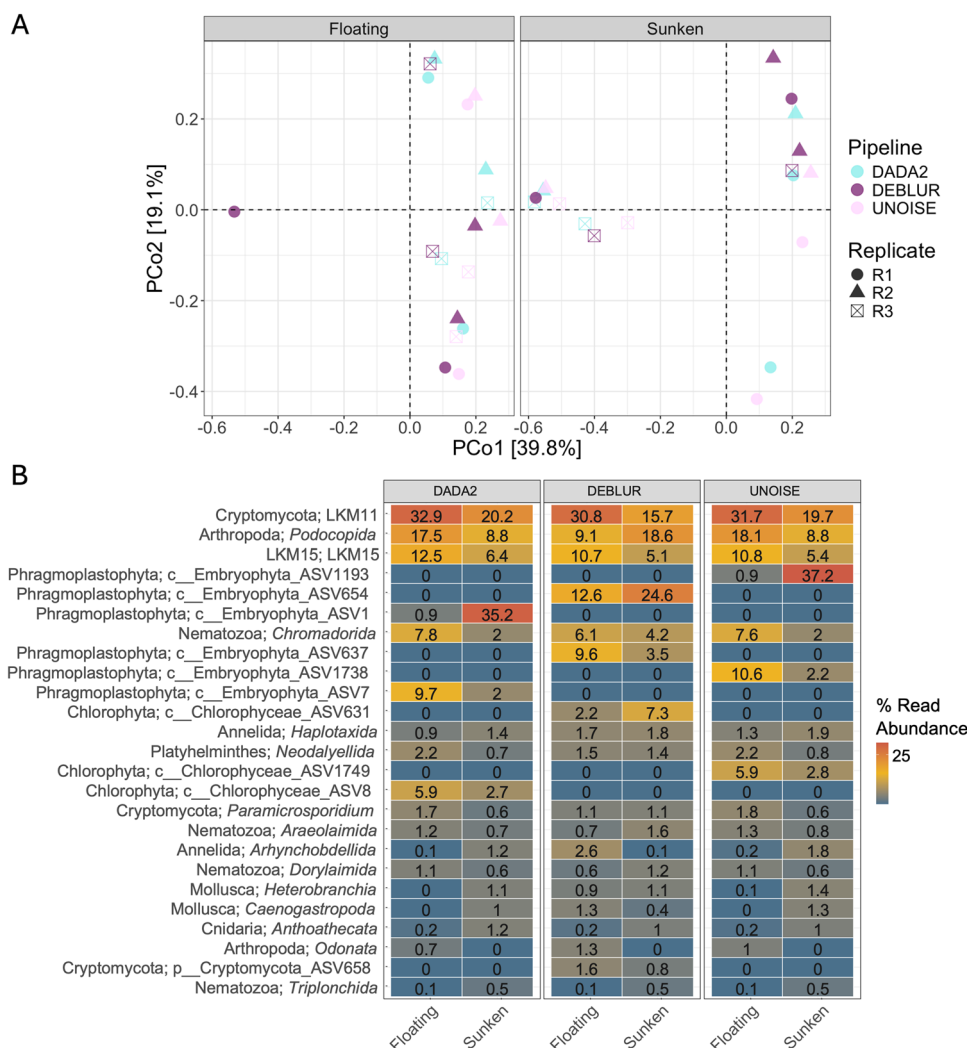 A
Floating
Sunken
PCo2 [19.1%]
0.2
0.0
-0.2
-0.4
-0.6
-0.4
-0.2
0.0
0.2
-0.6
-0.4
-0.2
0.0
0.2
PCo1 [39.8%]
Pipeline
DADA2
DEBLUR
UNOISE
Replicate
R1
R2
R3
B
DADA2 DEBLUR UNOISE
Cryptomycota; LKM11 32.9 20.2 30.8 15.7 31.7 19.7
Arthropoda; Podocopida 17.5 8.8 9.1 18.6 18.1 8.8
LKM15; LKM15 12.5 6.4 10.7 5.1 10.8 5.4
Phragmoplastophyta; c__Embryophyta_ASV1193 0 0 0 0 0.9 37.2
Phragmoplastophyta; c__Embryophyta_ASV654 0 0 12.6 24.6 0 0
Phragmoplastophyta; c__Embryophyta_ASV1 0.9 35.2 0 0 0 0
Nematozoa; Chromadorida 7.8 2 6.1 4.2 7.6 2
Phragmoplastophyta; c__Embryophyta_ASV637 0 0 9.6 3.5 0 0
Phragmoplastophyta; c__Embryophyta_ASV1738 0 0 0 0 10.6 2.2
Phragmoplastophyta; c__Embryophyta_ASV7 9.7 2 0 0 0 0
Chlorophyta; c__Chlorophyceae_ASV631 0 0 2.2 7.3 0 0
Annelida; Haplotaxida 0.9 1.4 1.7 1.8 1.3 1.9
Platyhelminthes; Neodalyellida 2.2 0.7 1.5 1.4 2.2 0.8
Chlorophyta; c__Chlorophyceae_ASV1749 0 0 0 0 5.9 2.8
Chlorophyta; c__Chlorophyceae_ASV8 5.9 2.7 0 0 0 0
Cryptomycota; Paramicrosporidium 1.7 0.6 1.1 1.1 1.8 0.6
Nematozoa; Araeolaimida 1.2 0.7 0.7 1.6 1.3 0.8
Annelida; Arhynchobdellida 0.1 1.2 2.6 0.1 0.2 1.8
Nematozoa; Dorylaimida 1.1 0.6 0.6 1.2 1.1 0.6
Mollusca; Heterobranchia 0 1.1 0.9 1.1 0.1 1.4
Mollusca; Caenogastropoda 0 1 1.3 0.4 0 1.3
Cnidaria; Anthoathecata 0.2 1.2 0.2 1 0.2 1
Arthropoda; Odonata 0.7 0 1.3 0 1 0
Cryptomycota; p__Cryptomycota_ASV658 0 0 1.6 0.8 0 0
Nematozoa; Triplonchida 0.1 0.5 0.1 0.5 0.1 0.5
Floating Sunken Floating Sunken Floating Sunken
% Read
Abundance
25